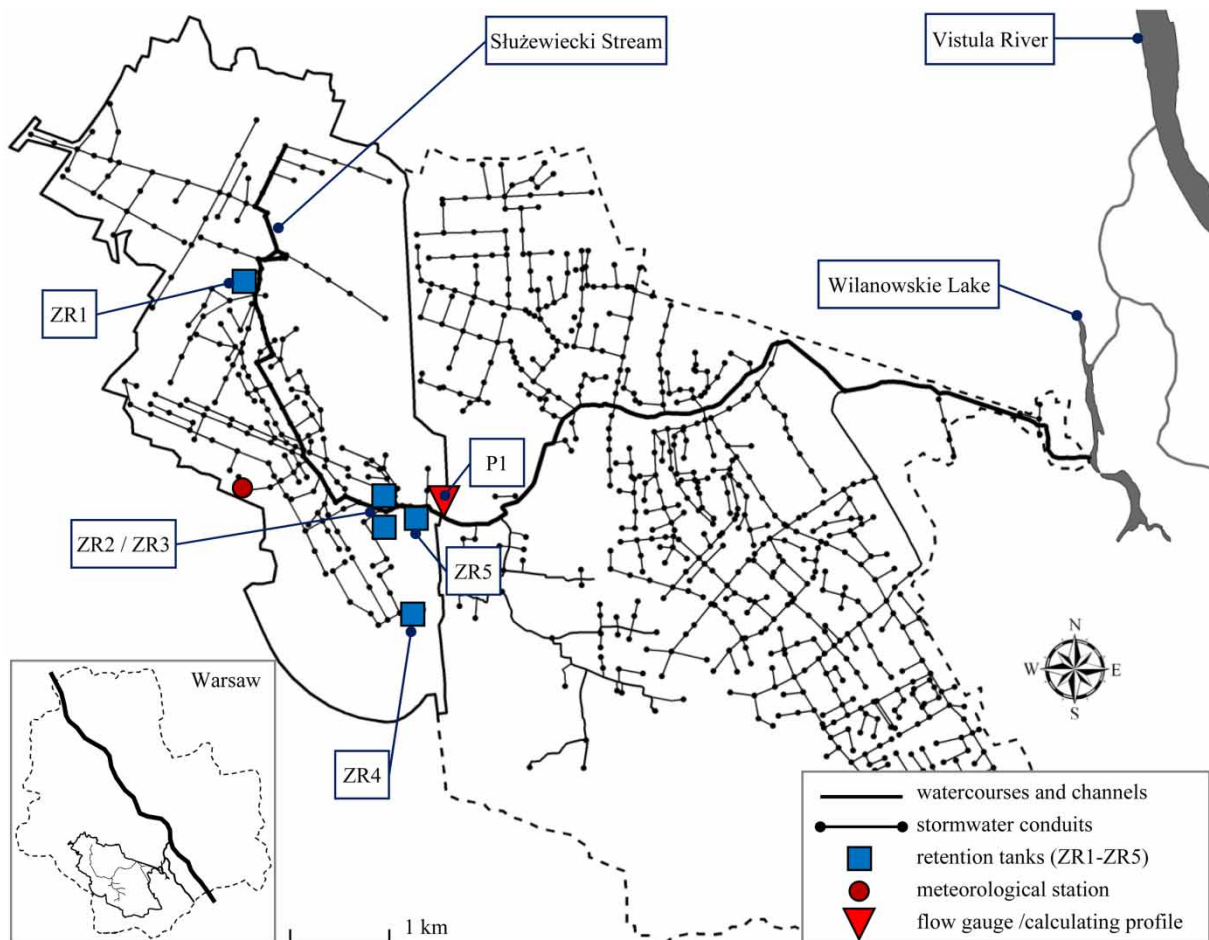 Służewiecki Stream
Vistula River
Wilanowskie Lake
ZR1
P1
ZR2 / ZR3
ZR5
ZR4
N
W
E
S
Warsaw
1 km
watercourses and channels
stormwater conduits
retention tanks (ZR1-ZR5)
meteorological station
flow gauge /calculating profile